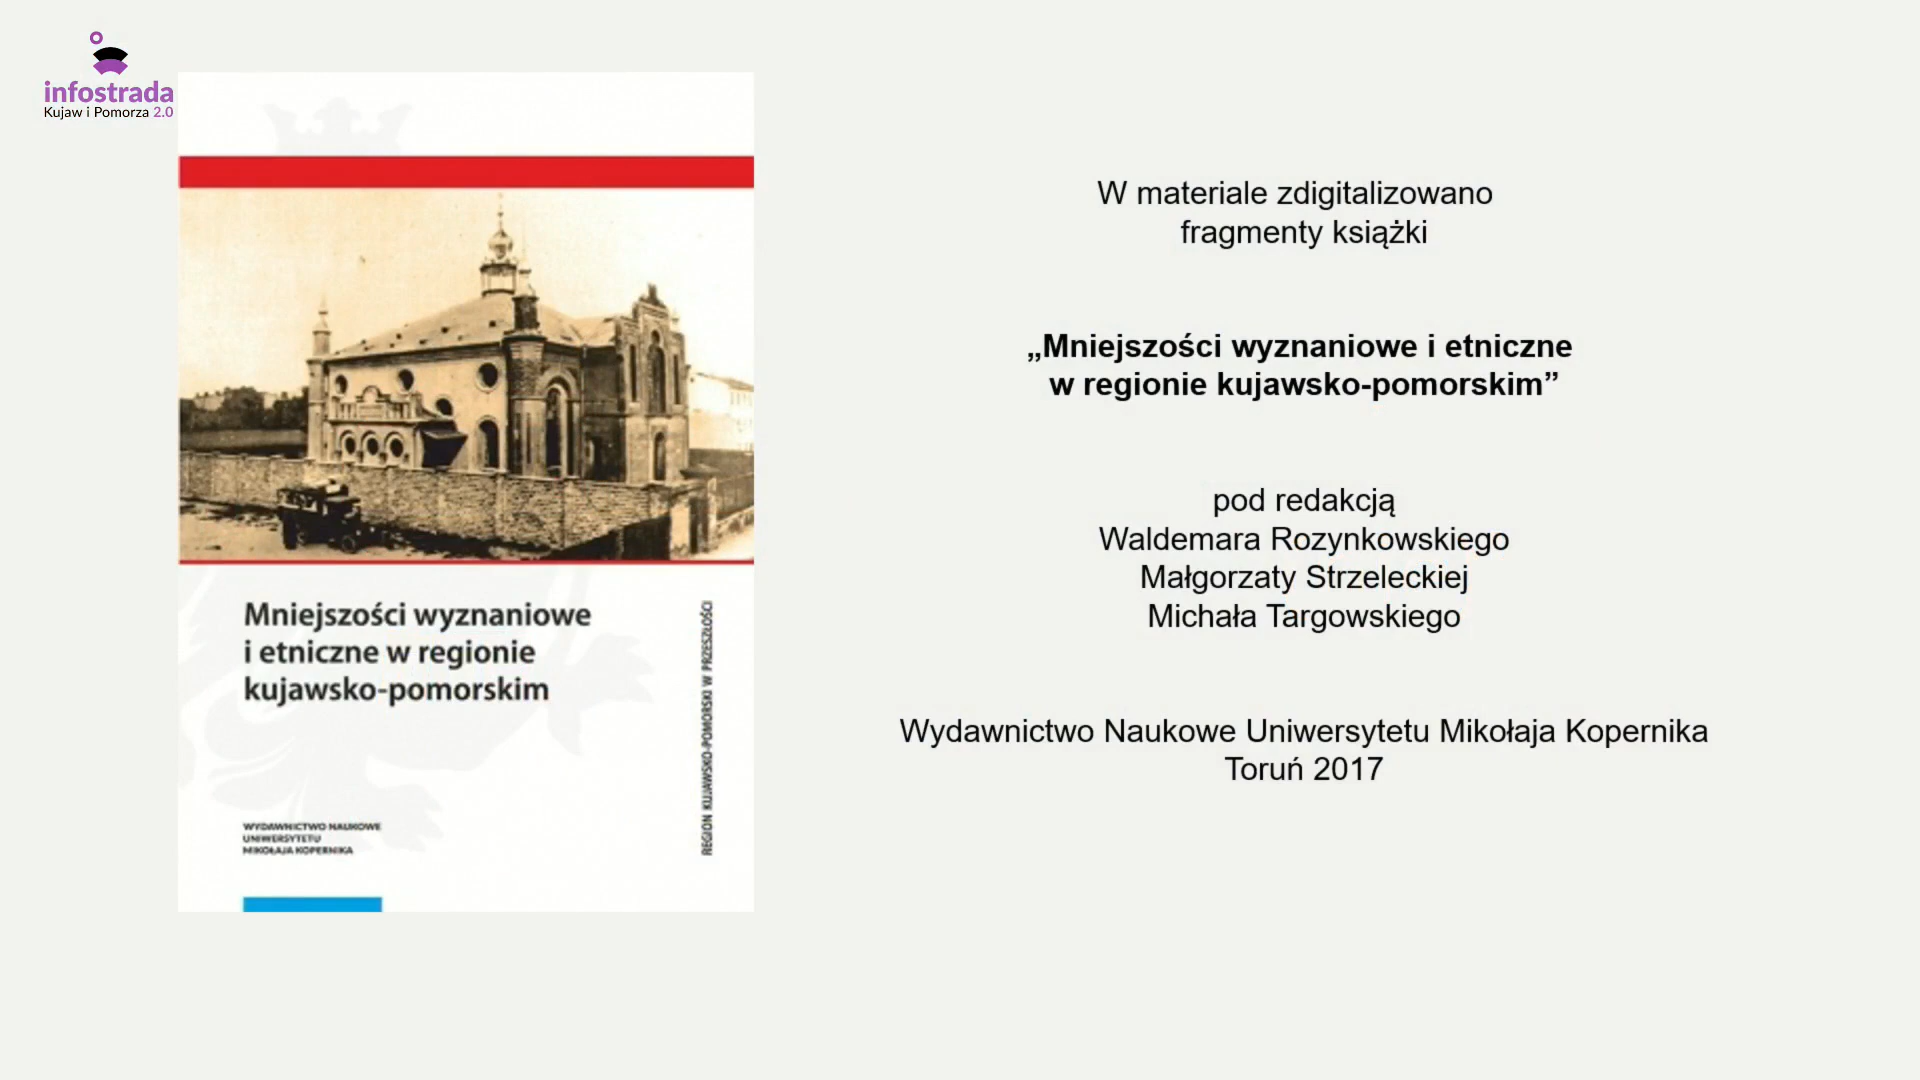 infostrada
Kujaw i Pomorza 2.0
Mniejszości wyznaniowe
i etniczne w regionie
kujawsko-pomorskim
REGION KUJAWSKO-POMORSKI W PRZESZŁOŚCI
WYDAWNICTWO NAUKOWE
UNIWERSYTETU
MIKOŁAJA KOPERNIKA
W materiale zdigitalizowano
fragmenty książki
„Mniejszości wyznaniowe i etniczne
w regionie kujawsko-pomorskim”
pod redakcją
Waldemara Rozynkowskiego
Małgorzaty Strzeleckiej
Michała Targowskiego
Wydawnictwo Naukowe Uniwersytetu Mikołaja Kopernika
Toruń 2017